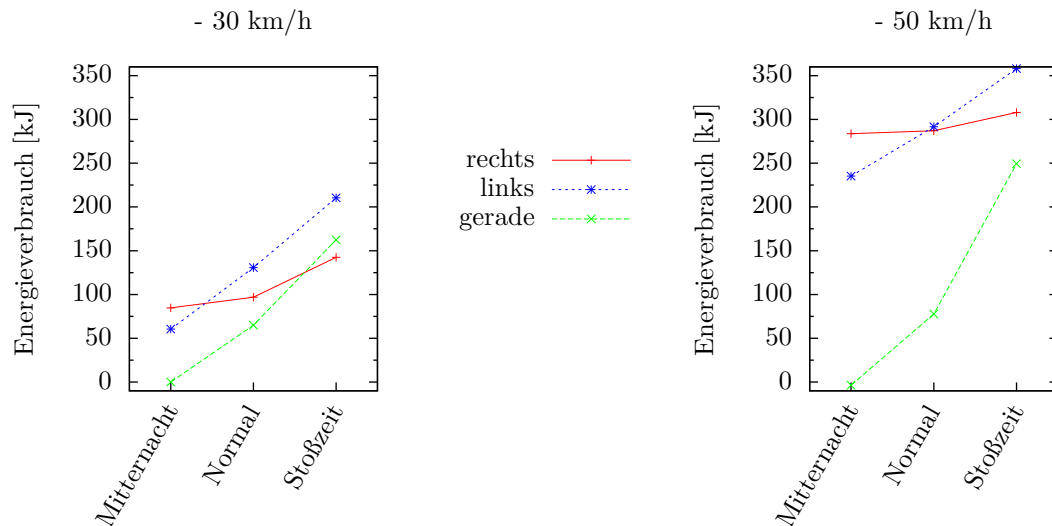 - 30 km/h
Energieverbrauch [kJ]
350
300
250
200
150
100
50
0
Mitternacht
Normal
Stoßzeit
rechts
links
gerade
- 50 km/h
Energieverbrauch [kJ]
350
300
250
200
150
100
50
0
Mitternacht
Normal
Stoßzeit